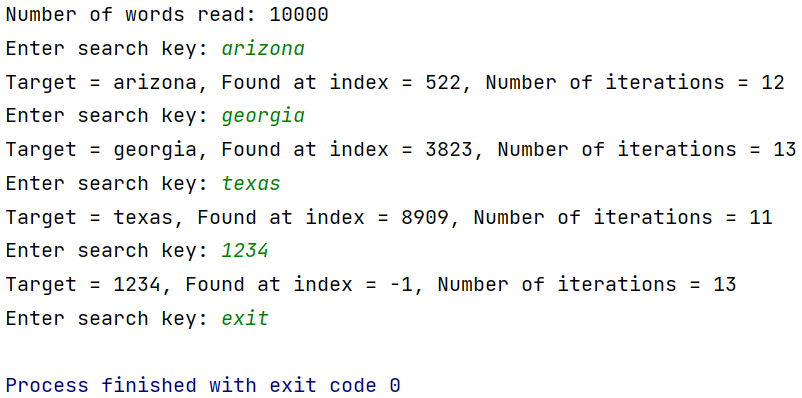 Number of words read: 10000
Enter search key: arizona
Target = arizona, Found at index = 522, Number of iterations = 12
Enter search key: georgia
Target = georgia, Found at index = 3823, Number of iterations = 13
Enter search key: texas
Target = texas, Found at index = 8909, Number of iterations = 11
Enter search key: 1234
Target = 1234, Found at index = -1, Number of iterations = 13
Enter search key: exit
Process finished with exit code 0